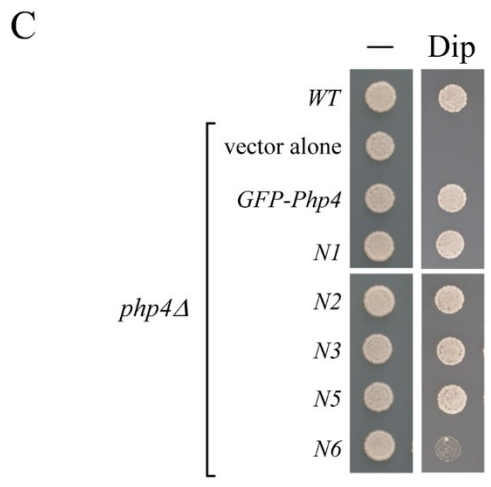 C
— Dip
WT
vector alone
GFP-Php4
N1
N2
php4Δ
N3
N5
N6